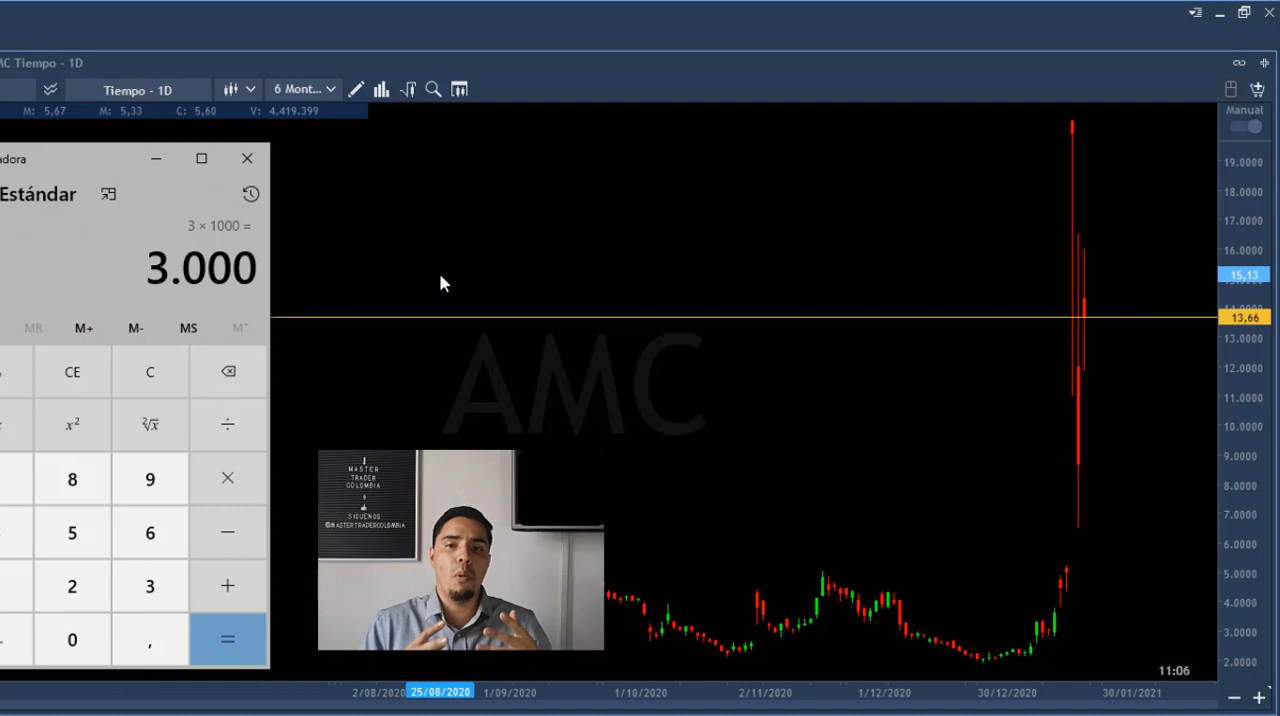 MC Tiempo - 1D
Tiempo - 1D
6 Mont...
M: 5,67 M: 5,33 C: 5,60 V: 4.419.399
Manual
adora
Estándar
3 × 1000 =
3.000
MR M+ M- MS M˅
CE C
x² ²√x ÷
8 9 ×
5 6 −
2 3 +
0 , =
AMC
MASTER
TRADER
COLOMBIA
SIGUENOS
@MASTERTRADERCOLOMBIA
19.0000
18.0000
17.0000
16.0000
15,13
14.0000
13,66
13.0000
12.0000
11.0000
10.0000
9.0000
8.0000
7.0000
6.0000
5.0000
4.0000
3.0000
2.0000
11:06
2/08/2020 25/08/2020 1/09/2020 1/10/2020 2/11/2020 1/12/2020 30/12/2020 30/01/2021